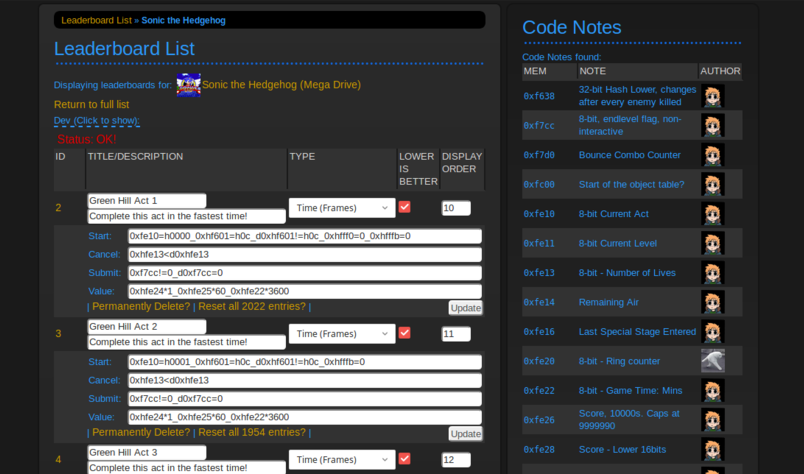 Leaderboard List » Sonic the Hedgehog
Leaderboard List
Displaying leaderboards for: Sonic the Hedgehog (Mega Drive)
Return to full list
Dev (Click to show):
Status: OK!
ID TITLE/DESCRIPTION TYPE LOWER IS BETTER DISPLAY ORDER
2 Green Hill Act 1
Complete this act in the fastest time!
Time (Frames) 10
Start: 0xfe10=h0000_0xhf601=h0c_d0xhf601!=h0c_0xhfff0=0_0xhfffb=0
Cancel: 0xhfe13<d0xhfe13
Submit: 0xf7cc!=0_d0xf7cc=0
Value: 0xhfe24*1_0xhfe25*60_0xhfe22*3600
| Permanently Delete? | Reset all 2022 entries? | Update
3 Green Hill Act 2
Complete this act in the fastest time!
Time (Frames) 11
Start: 0xfe10=h0001_0xhf601=h0c_d0xhf601!=h0c_0xhfffb=0
Cancel: 0xhfe13<d0xhfe13
Submit: 0xf7cc!=0_d0xf7cc=0
Value: 0xhfe24*1_0xhfe25*60_0xhfe22*3600
| Permanently Delete? | Reset all 1954 entries? | Update
4 Green Hill Act 3
Complete this act in the fastest time!
Time (Frames) 12
Code Notes
Code Notes found:
MEM NOTE AUTHOR
0xf638 32-bit Hash Lower, changes
after every enemy killed
0xf7cc 8-bit, endlevel flag, non-
interactive
0xf7d0 Bounce Combo Counter
0xfc00 Start of the object table?
0xfe10 8-bit Current Act
0xfe11 8-bit Current Level
0xfe13 8-bit - Number of Lives
0xfe14 Remaining Air
0xfe16 Last Special Stage Entered
0xfe20 8-bit - Ring counter
0xfe22 8-bit - Game Time: Mins
0xfe26 Score, 10000s. Caps at
9999990
0xfe28 Score - Lower 16bits